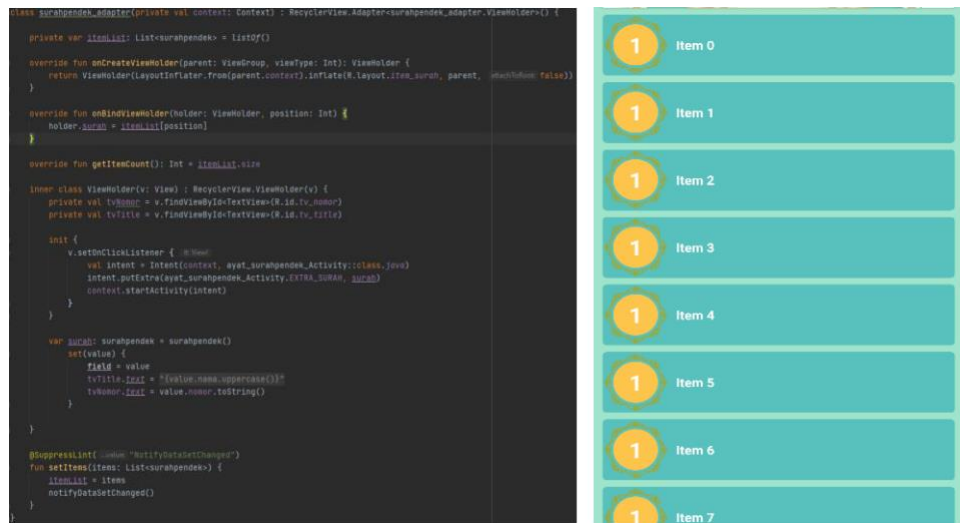 class surahpendek_adapter(private val context: Context) : RecyclerView.Adapter<surahpendek_adapter.ViewHolder>() {
private var itemList: List<surahpendek> = listOf()
override fun onCreateViewHolder(parent: ViewGroup, viewType: Int): ViewHolder {
return ViewHolder(LayoutInflater.from(parent.context).inflate(R.layout.item_surah, parent, attachToRoot: false))
}
override fun onBindViewHolder(holder: ViewHolder, position: Int) {
holder.surah = itemList[position]
}
override fun getItemCount(): Int = itemList.size
inner class ViewHolder(v: View) : RecyclerView.ViewHolder(v) {
private val tvNomor = v.findViewById<TextView>(R.id.tv_nomor)
private val tvTitle = v.findViewById<TextView>(R.id.tv_title)
init {
v.setOnClickListener { it: View!
val intent = Intent(context, ayat_surahpendek_Activity::class.java)
intent.putExtra(ayat_surahpendek_Activity.EXTRA_SURAH, surah)
context.startActivity(intent)
}
}
var surah: surahpendek = surahpendek()
set(value) {
field = value
tvTitle.text = "{value.nama.uppercase()}"
tvNomor.text = value.nomor.toString()
}
}
@SuppressLint( ...value: "NotifyDataSetChanged")
fun setItems(items: List<surahpendek>) {
itemList = items
notifyDataSetChanged()
}
}
1 Item 0
1 Item 1
1 Item 2
1 Item 3
1 Item 4
1 Item 5
1 Item 6
1 Item 7